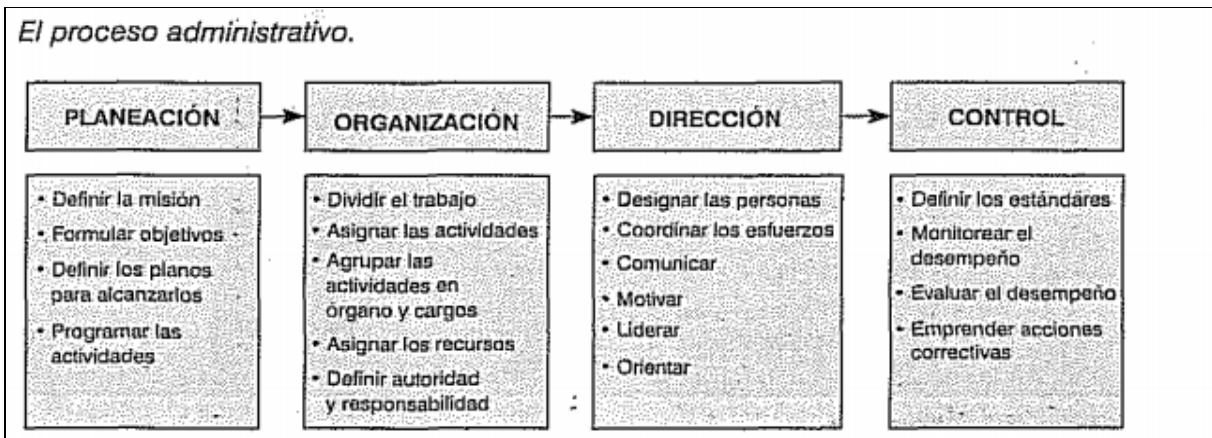 El proceso administrativo.
PLANEACIÓN
ORGANIZACIÓN
DIRECCIÓN
CONTROL
• Definir la misión
• Formular objetivos
• Definir los planos
para alcanzarlos
• Programar las
actividades
• Dividir el trabajo
• Asignar las actividades
• Agrupar las
actividades en
órgano y cargos
• Asignar los recursos
• Definir autoridad
y responsabilidad
• Designar las personas
• Coordinar los esfuerzos
• Comunicar
• Motivar
• Liderar
• Orientar
• Definir los estándares
• Monitorear el
desempeño
• Evaluar el desempeño
• Emprender acciones
correctivas